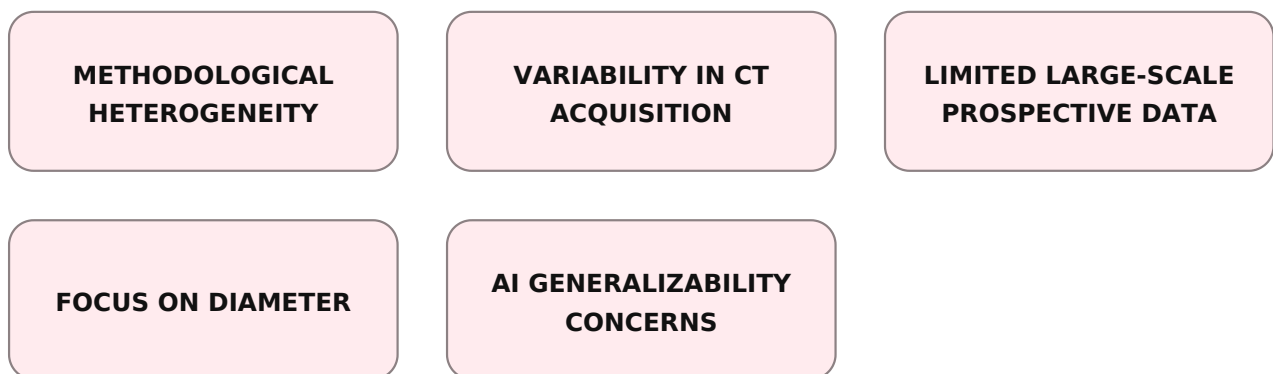 METHODOLOGICAL
HETEROGENEITY
VARIABILITY IN CT
ACQUISITION
LIMITED LARGE-SCALE
PROSPECTIVE DATA
FOCUS ON DIAMETER
AI GENERALIZABILITY
CONCERNS